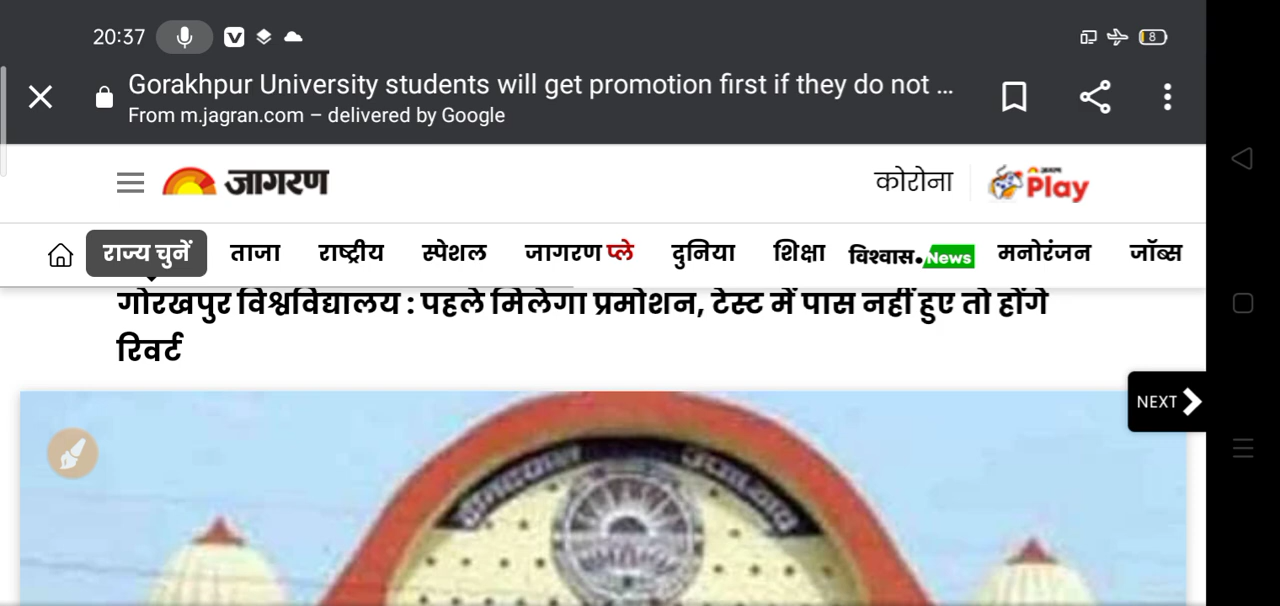 20:37
8
Gorakhpur University students will get promotion first if they do not ...
From m.jagran.com – delivered by Google
जागरण
कोरोना
Play
राज्य चुनें ताजा राष्ट्रीय स्पेशल जागरण प्ले दुनिया शिक्षा विश्वास.News मनोरंजन जॉब्स
गोरखपुर विश्वविद्यालय : पहले मिलेगा प्रमोशन, टेस्ट में पास नहीं हुए तो होंगे
रिवर्ट
NEXT